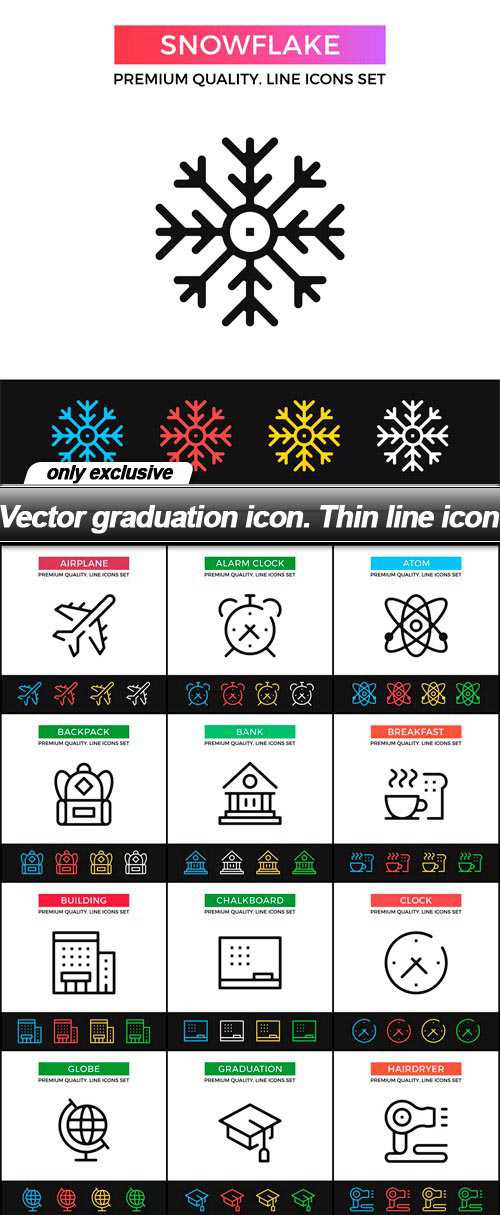 SNOWFLAKE
PREMIUM QUALITY. LINE ICONS SET
only exclusive
Vector graduation icon. Thin line icon
AIRPLANE
PREMIUM QUALITY. LINE ICONS SET
ALARM CLOCK
PREMIUM QUALITY. LINE ICONS SET
ATOM
PREMIUM QUALITY. LINE ICONS SET
BACKPACK
PREMIUM QUALITY. LINE ICONS SET
BANK
PREMIUM QUALITY. LINE ICONS SET
BREAKFAST
PREMIUM QUALITY. LINE ICONS SET
BUILDING
PREMIUM QUALITY. LINE ICONS SET
CHALKBOARD
PREMIUM QUALITY. LINE ICONS SET
CLOCK
PREMIUM QUALITY. LINE ICONS SET
GLOBE
PREMIUM QUALITY. LINE ICONS SET
GRADUATION
PREMIUM QUALITY. LINE ICONS SET
HAIRDRYER
PREMIUM QUALITY. LINE ICONS SET